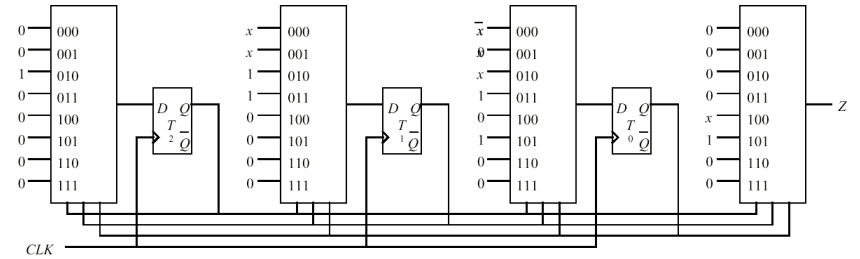 0 000 x 000 x̅ 000 0 000
0 001 x 001 001 0 001
1 010 1 010 x 010 0 010
0 011 1 011 1 011 0 011
0 100 0 100 0 100 x 100
0 101 0 101 1 101 1 101
0 110 0 110 0 110 0 110
0 111 0 111 0 111 0 111
D Q D Q D Q Z
T2 T1 T0
Q̅ Q̅ Q̅
CLK